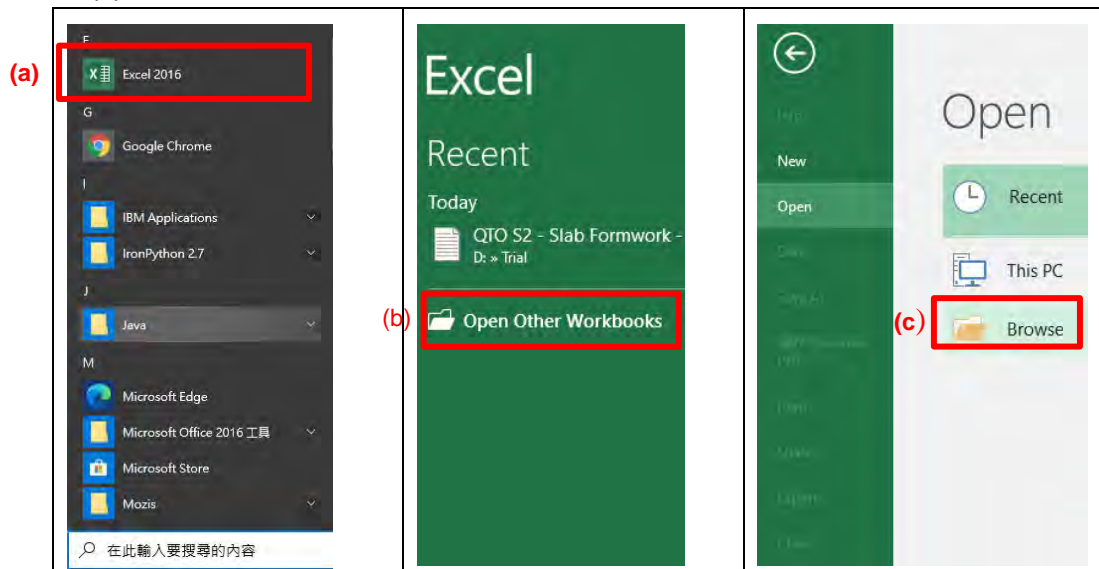 (a)
F
Excel 2016
G
Google Chrome
I
IBM Applications
IronPython 2.7
J
Java
M
Microsoft Edge
Microsoft Office 2016 工具
Microsoft Store
Mozis
在此輸入要搜尋的內容
(b)
Excel
Recent
Today
QTO S2 - Slab Formwork -
D: » Trial
Open Other Workbooks
(c)
New
Open
Open
Recent
This PC
Browse